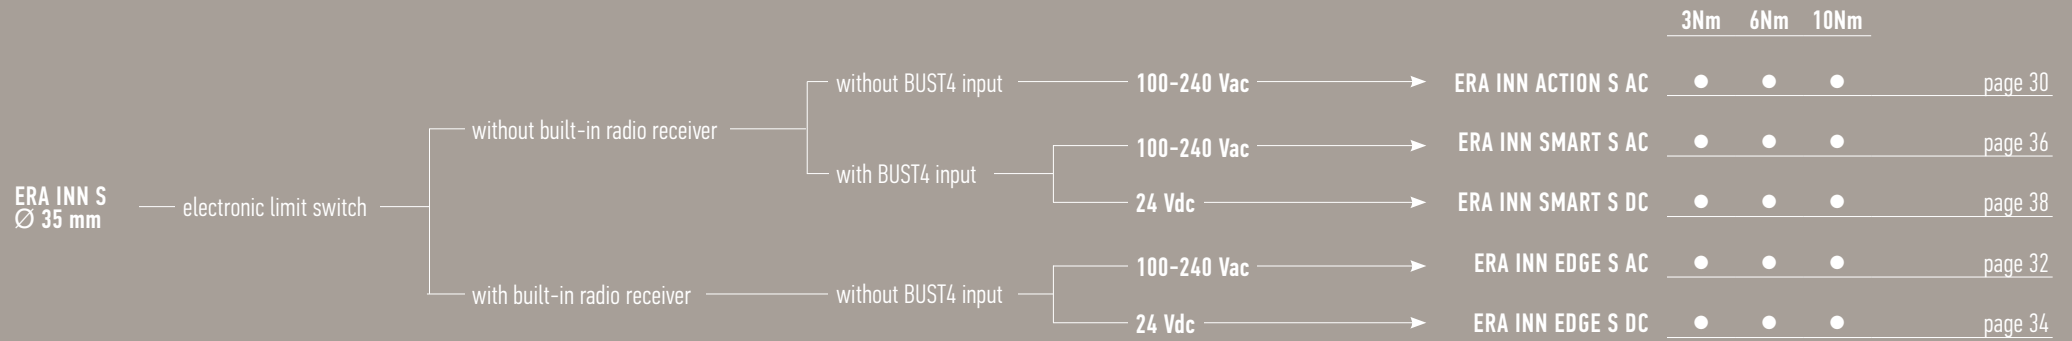 3Nm 6Nm 10Nm
without BUST4 input 100-240 Vac ERA INN ACTION S AC ● ● ● page 30
without built-in radio receiver
100-240 Vac ERA INN SMART S AC ● ● ● page 36
with BUST4 input
24 Vdc ERA INN SMART S DC ● ● ● page 38
ERA INN S
Ø 35 mm
electronic limit switch
100-240 Vac ERA INN EDGE S AC ● ● ● page 32
with built-in radio receiver without BUST4 input
24 Vdc ERA INN EDGE S DC ● ● ● page 34